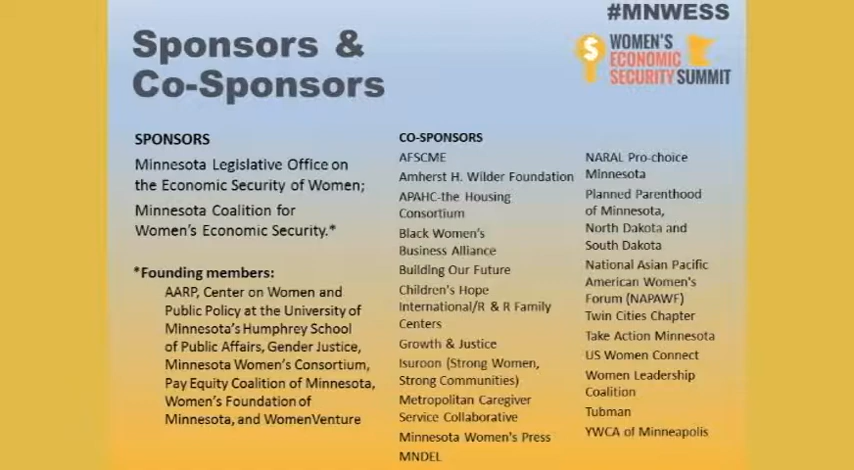 #MNWESS
Sponsors &
Co-Sponsors
WOMEN'S
ECONOMIC
SECURITY SUMMIT
SPONSORS
Minnesota Legislative Office on
the Economic Security of Women;
Minnesota Coalition for
Women's Economic Security.*
*Founding members:
AARP, Center on Women and
Public Policy at the University of
Minnesota's Humphrey School
of Public Affairs, Gender Justice,
Minnesota Women's Consortium,
Pay Equity Coalition of Minnesota,
Women's Foundation of
Minnesota, and WomenVenture
CO-SPONSORS
AFSCME
Amherst H. Wilder Foundation
APAHC-the Housing
Consortium
Black Women's
Business Alliance
Building Our Future
Children's Hope
International/R & R Family
Centers
Growth & Justice
Isuroon (Strong Women,
Strong Communities)
Metropolitan Caregiver
Service Collaborative
Minnesota Women's Press
MNDEL
NARAL Pro-choice
Minnesota
Planned Parenthood
of Minnesota,
North Dakota and
South Dakota
National Asian Pacific
American Women's
Forum (NAPAWF)
Twin Cities Chapter
Take Action Minnesota
US Women Connect
Women Leadership
Coalition
Tubman
YWCA of Minneapolis